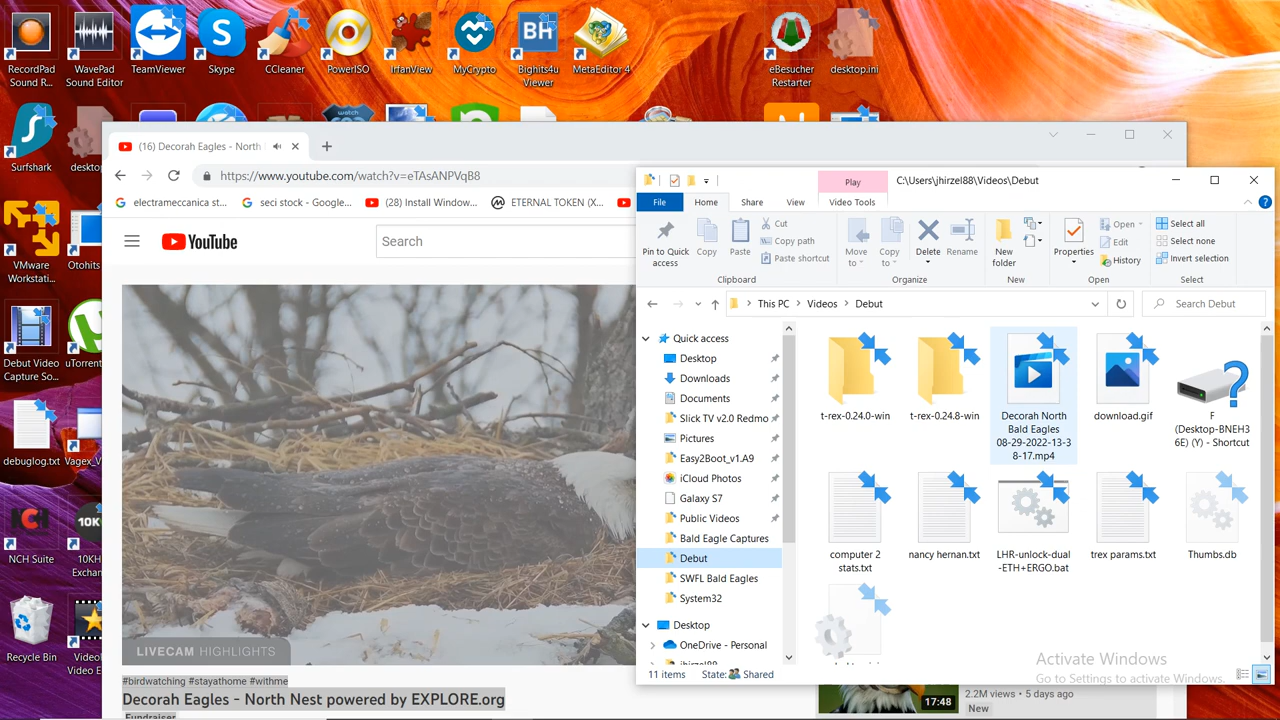 RecordPad
Sound R...
WavePad
Sound Editor
TeamViewer
Skype
CCleaner
PowerISO
IrfanView
MyCrypto
BH
Bighits4u
Viewer
MetaEditor 4
eBesucher
Restarter
desktop.ini
Surfshark
VMware
Workstati...
Otohits
Debut Video
Capture So...
uTorrent
debuglog.txt
NCH
NCH Suite
Recycle Bin
(16) Decorah Eagles - North
https://www.youtube.com/watch?v=eTAsANPVqB8
electrameccanica st...
seci stock - Google...
(28) Install Window...
ETERNAL TOKEN (X...
YouTube
Search
LIVECAM HIGHLIGHTS
#birdwatching #stayathome #withme
Decorah Eagles - North Nest powered by EXPLORE.org
Fundraiser
Play
C:\Users\jhirzel88\Videos\Debut
File
Home
Share
View
Video Tools
Pin to Quick
access
Copy
Paste
Cut
Copy path
Paste shortcut
Clipboard
Move
to
Copy
to
Delete
Rename
Organize
New
folder
New
Properties
Open
Edit
History
Open
Select all
Select none
Invert selection
Select
This PC
Videos
Debut
Search Debut
Quick access
Desktop
Downloads
Documents
Slick TV v2.0 Redmo
Pictures
Easy2Boot_v1.A9
iCloud Photos
Galaxy S7
Public Videos
Bald Eagle Captures
Debut
SWFL Bald Eagles
System32
Desktop
OneDrive - Personal
t-rex-0.24.0-win
t-rex-0.24.8-win
Decorah North
Bald Eagles
08-29-2022-13-3
8-17.mp4
download.gif
F
(Desktop-BNEH3
6E) (Y) - Shortcut
computer 2
stats.txt
nancy hernan.txt
LHR-unlock-dual
-ETH+ERGO.bat
trex params.txt
Thumbs.db
11 items
State:
Shared
Activate Windows
Go to Settings to activate Windows.
17:48
2.2M views • 5 days ago
New